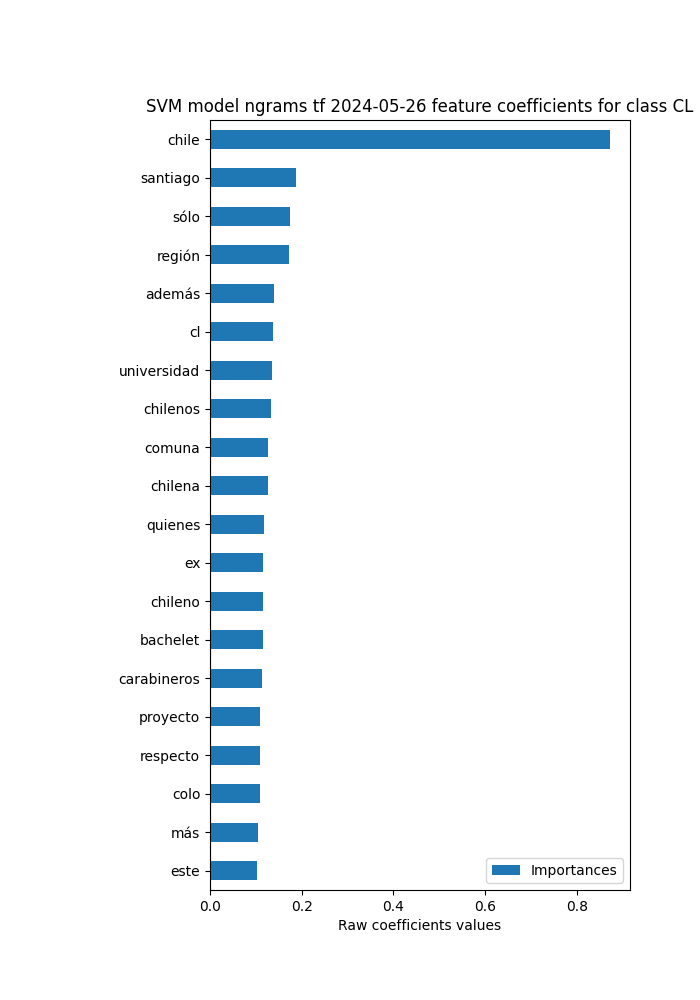 SVM model ngrams tf 2024-05-26 feature coefficients for class CL
chile
santiago
sólo
región
además
cl
universidad
chilenos
comuna
chilena
quienes
ex
chileno
bachelet
carabineros
proyecto
respecto
colo
más
este
Importances
0.0 0.2 0.4 0.6 0.8
Raw coefficients values